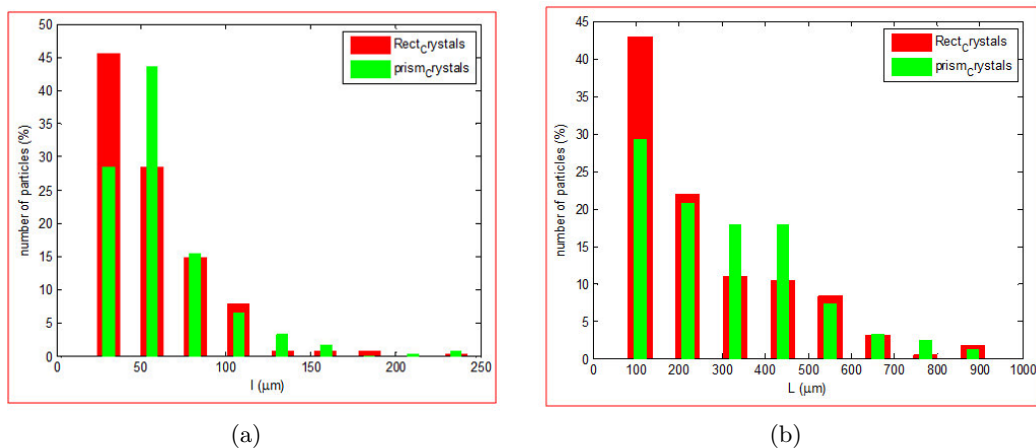 50
45
40
35
30
25
20
15
10
5
0
number of particles (%)
Rect_Crystals
prism_Crystals
0 50 100 150 200 250
l (μm)
(a)
45
40
35
30
25
20
15
10
5
0
number of particles (%)
Rect_Crystals
prism_Crystals
0 100 200 300 400 500 600 700 800 900 1000
L (μm)
(b)